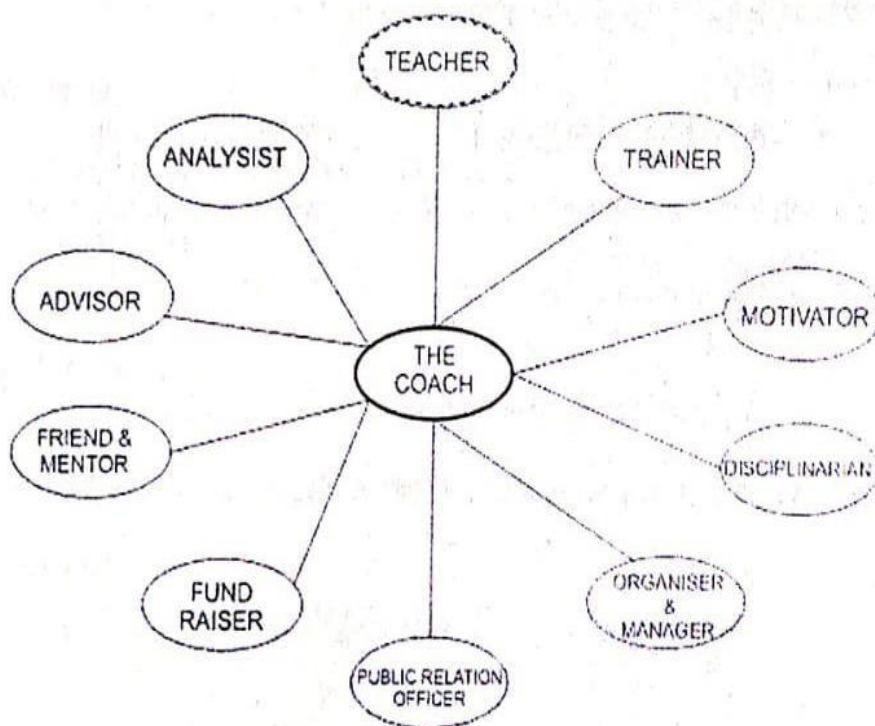 TEACHER
ANALYSIST
TRAINER
ADVISOR
MOTIVATOR
THE
COACH
FRIEND &
MENTOR
DISCIPLINARIAN
FUND
RAISER
ORGANISER
&
MANAGER
PUBLIC RELATION
OFFICER